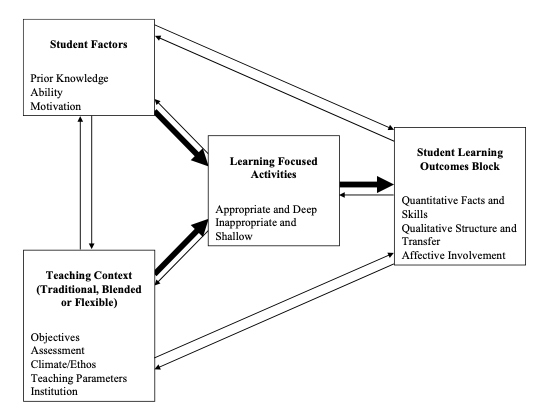 Student Factors
Prior Knowledge
Ability
Motivation
Learning Focused
Activities
Appropriate and Deep
Inappropriate and
Shallow
Student Learning
Outcomes Block
Quantitative Facts and
Skills
Qualitative Structure and
Transfer
Affective Involvement
Teaching Context
(Traditional, Blended
or Flexible)
Objectives
Assessment
Climate/Ethos
Teaching Parameters
Institution